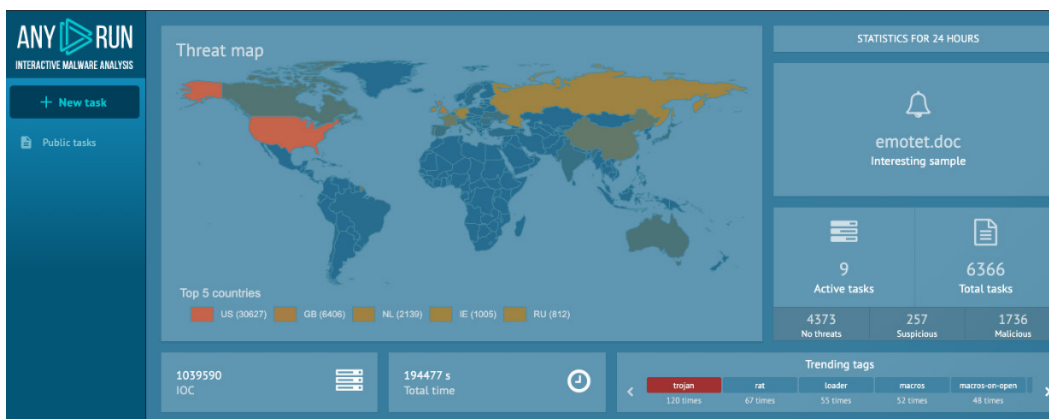 ANY RUN
INTERACTIVE MALWARE ANALYSIS
+ New task
Public tasks
Threat map
Top 5 countries
US (30627) GB (6406) NL (2139) IE (1005) RU (812)
1039590
IOC
194477 s
Total time
STATISTICS FOR 24 HOURS
emotet.doc
Interesting sample
9
Active tasks
6366
Total tasks
4373
No threats
257
Suspicious
1736
Malicious
Trending tags
trojan rat loader macros macros-on-open
120 times 67 times 55 times 52 times 48 times